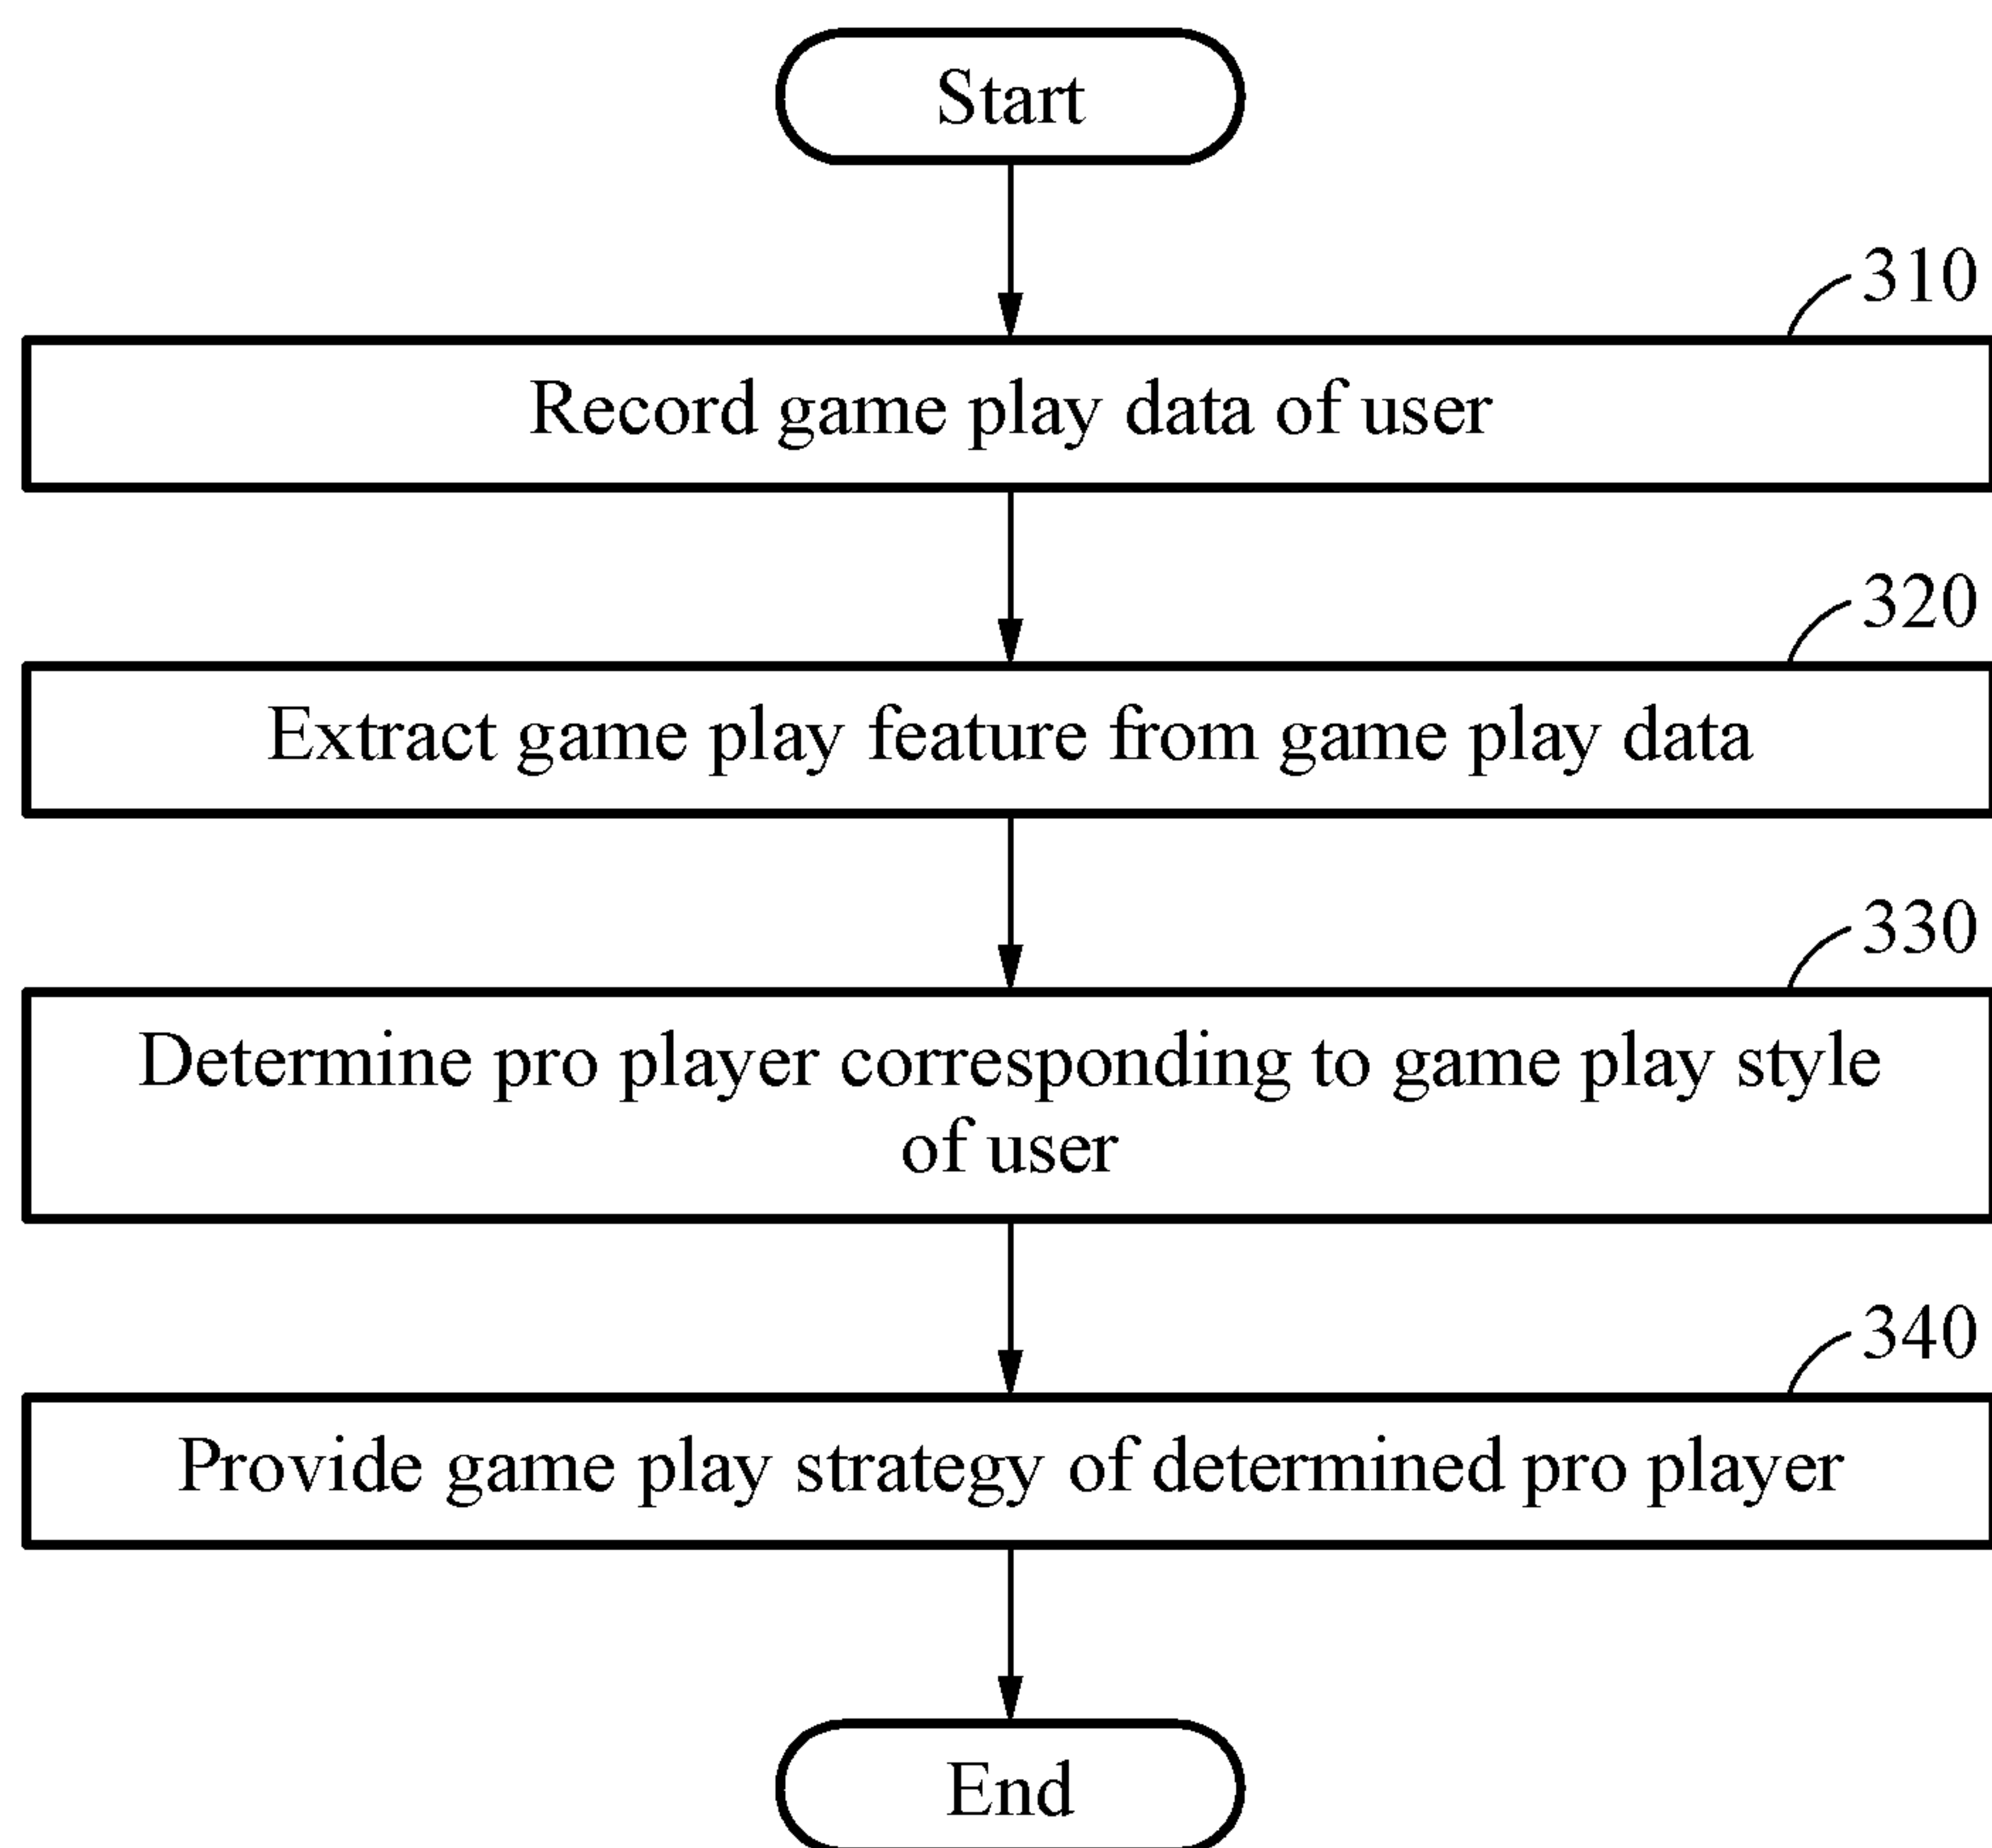 Start
310
Record game play data of user
320
Extract game play feature from game play data
330
Determine pro player corresponding to game play style
of user
340
Provide game play strategy of determined pro player
End